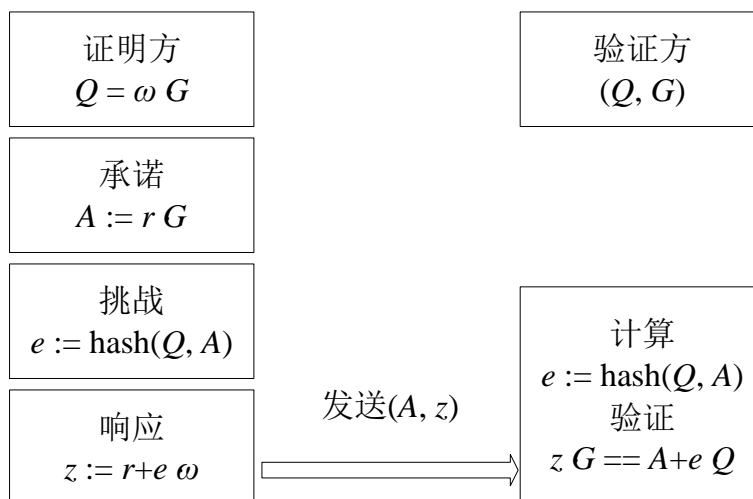 证明方
Q = ω G
验证方
(Q, G)
承诺
A := r G
挑战
e := hash(Q, A)
响应
z := r+e ω
发送(A, z)
计算
e := hash(Q, A)
验证
z G == A+e Q